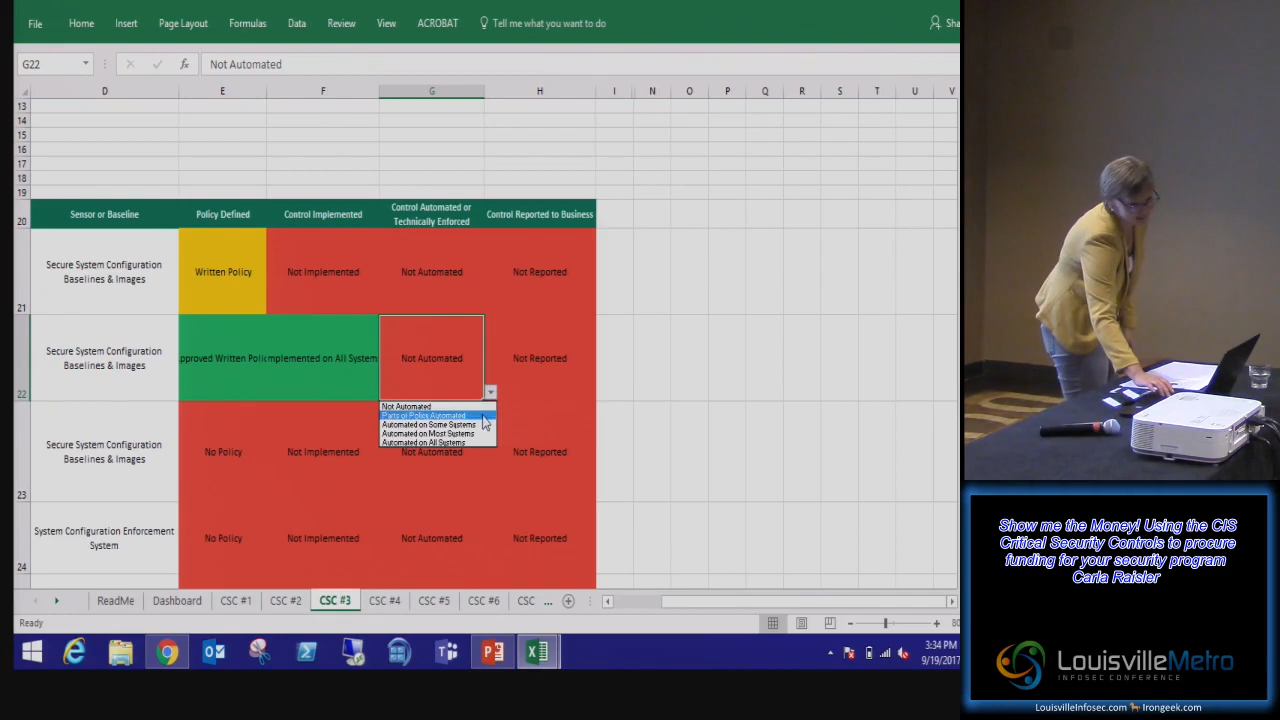 File Home Insert Page Layout Formulas Data Review View ACROBAT Tell me what you want to do Sha
G22 fx Not Automated
D E F G H I N O P Q R S T U V
13
14
15
16
17
18
19
20 Sensor or Baseline Policy Defined Control Implemented Control Automated or Technically Enforced Control Reported to Business
21 Secure System Configuration Baselines & Images Written Policy Not Implemented Not Automated Not Reported
22 Secure System Configuration Baselines & Images pproved Written Polic mplemented on All System Not Automated Not Reported
Not Automated
Parts of Policy Automated
Automated on Some Systems
Automated on Most Systems
Automated on All Systems
23 Secure System Configuration Baselines & Images No Policy Not Implemented Not Automated Not Reported
24 System Configuration Enforcement System No Policy Not Implemented Not Automated Not Reported
ReadMe Dashboard CSC #1 CSC #2 CSC #3 CSC #4 CSC #5 CSC #6 CSC ...
Ready 80
3:34 PM
9/19/2017
Show me the Money! Using the CIS
Critical Security Controls to procure
funding for your security program
Carla Raisler
LouisvilleMetro
INFOSEC CONFERENCE
LouisvilleInfosec.com Irongeek.com